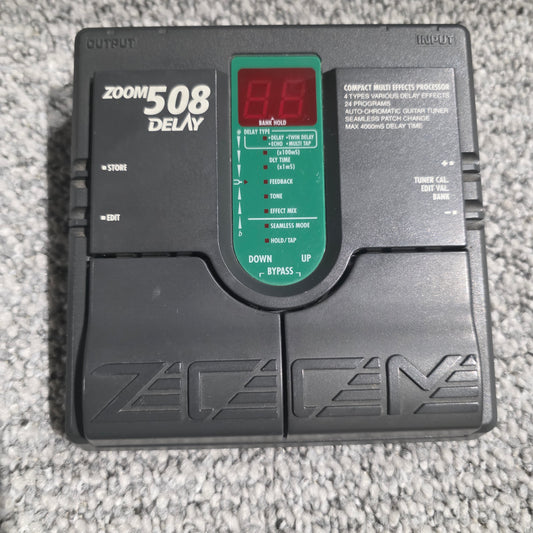 OUTPUT
INPUT
ZOOM 508
DELAY
COMPACT MULTI EFFECTS PROCESSOR
4 TYPES VARIOUS DELAY EFFECTS
24 PROGRAMS
AUTO-CHROMATIC GUITAR TUNER
SEAMLESS PATCH CHANGE
MAX 4000mS DELAY TIME
BANK HOLD
DELAY TYPE
•DELAY •TWIN DELAY
•ECHO •MULTI TAP
(x100mS)
DLY TIME
(x1mS)
FEEDBACK
TONE
EFFECT MIX
SEAMLESS MODE
HOLD/TAP
STORE
EDIT
+
TUNER CAL.
EDIT VAL.
BANK
−
DOWN UP
BYPASS
ZOOM